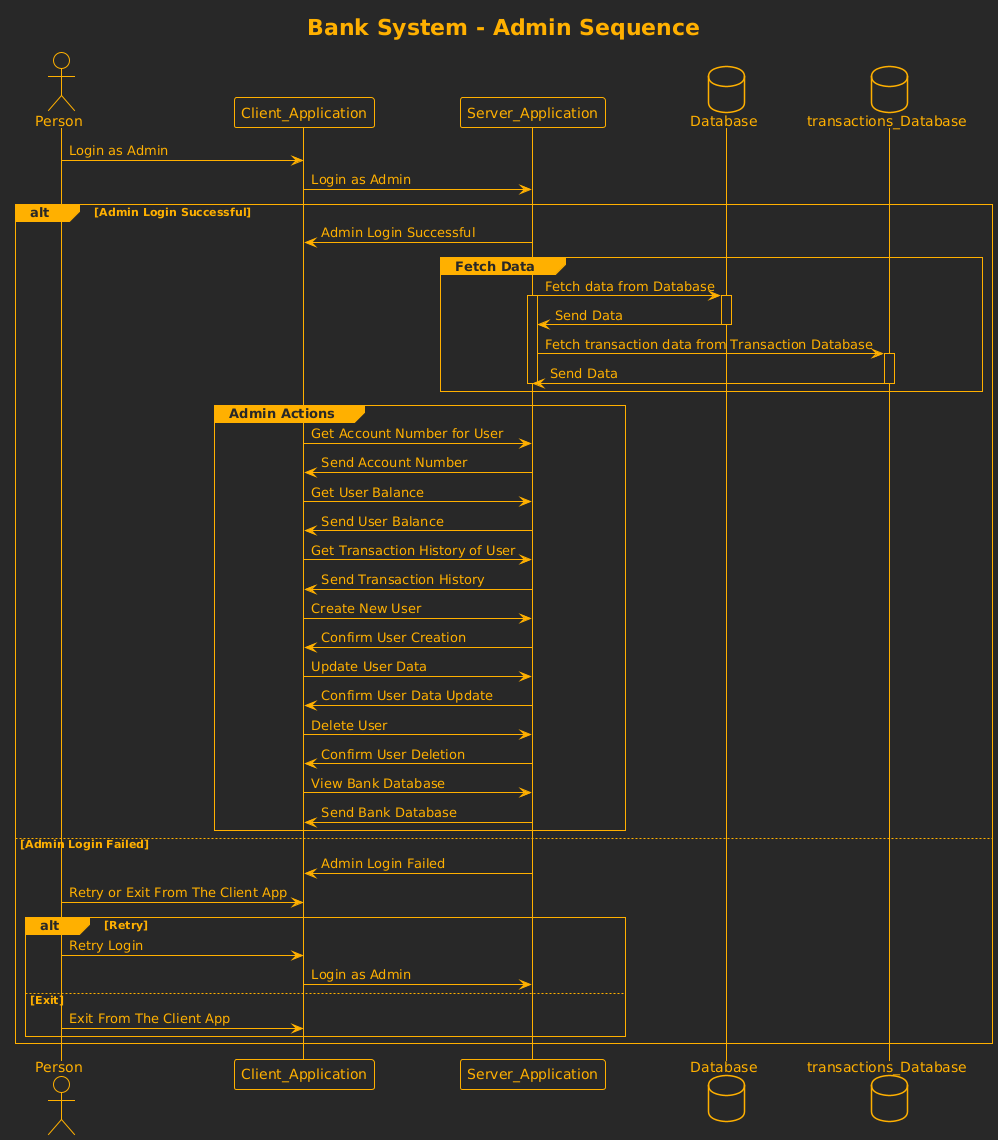 Bank System - Admin Sequence
Person
Client_Application
Server_Application
Database
transactions_Database
Login as Admin
Login as Admin
alt [Admin Login Successful]
Admin Login Successful
Fetch Data
Fetch data from Database
Send Data
Fetch transaction data from Transaction Database
Send Data
Admin Actions
Get Account Number for User
Send Account Number
Get User Balance
Send User Balance
Get Transaction History of User
Send Transaction History
Create New User
Confirm User Creation
Update User Data
Confirm User Data Update
Delete User
Confirm User Deletion
View Bank Database
Send Bank Database
[Admin Login Failed]
Admin Login Failed
Retry or Exit From The Client App
alt [Retry]
Retry Login
Login as Admin
[Exit]
Exit From The Client App
Person
Client_Application
Server_Application
Database
transactions_Database